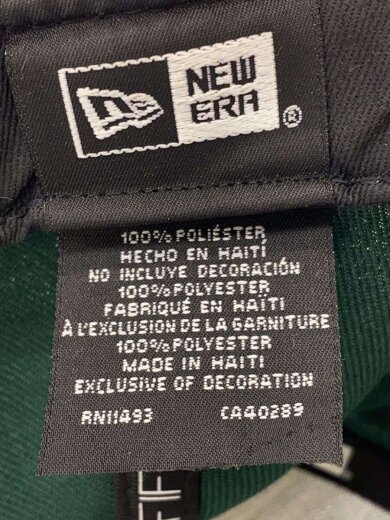 NEW
ERA®
100% POLIÉSTER
HECHO EN HAITÍ
NO INCLUYE DECORACIÓN
100% POLYESTER
FABRIQUÉ EN HAÏTI
À L'EXCLUSION DE LA GARNITURE
100% POLYESTER
MADE IN HAITI
EXCLUSIVE OF DECORATION
RN11493 CA40289